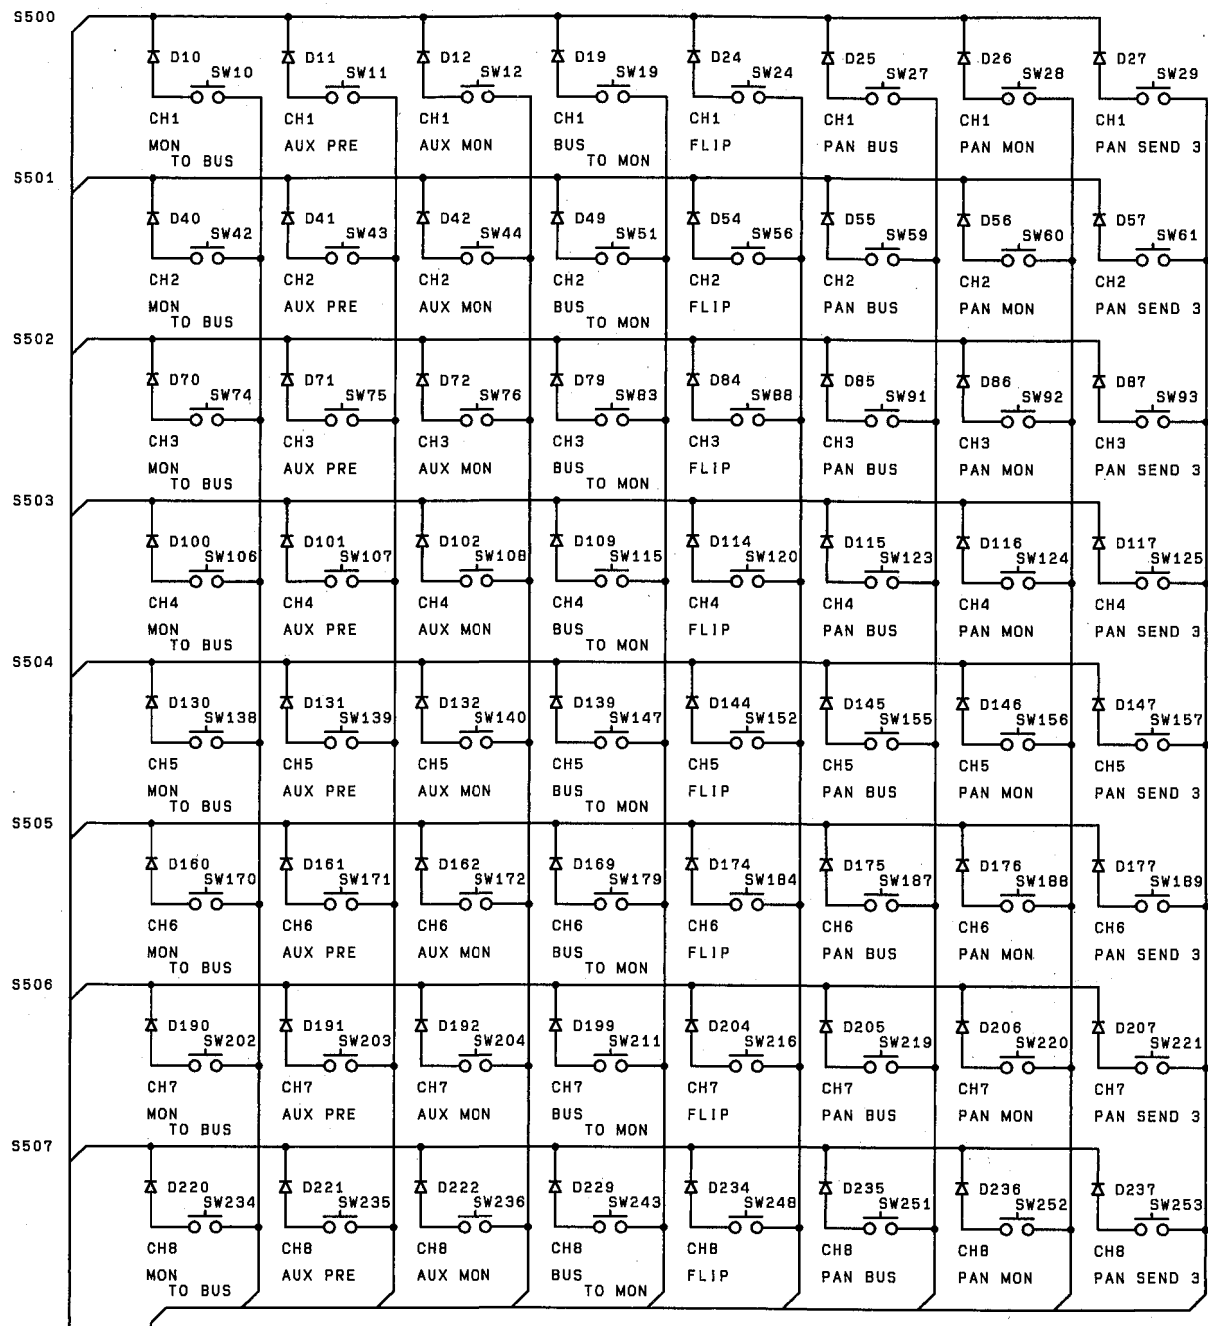 S500
D10 D11 D12 D19 D24 D25 D26 D27
SW10 SW11 SW12 SW19 SW24 SW27 SW28 SW29
CH1 CH1 CH1 CH1 CH1 CH1 CH1 CH1
MON AUX PRE AUX MON BUS FLIP PAN BUS PAN MON PAN SEND 3
TO BUS TO MON
S501
D40 D41 D42 D49 D54 D55 D56 D57
SW42 SW43 SW44 SW51 SW56 SW59 SW60 SW61
CH2 CH2 CH2 CH2 CH2 CH2 CH2 CH2
MON AUX PRE AUX MON BUS FLIP PAN BUS PAN MON PAN SEND 3
TO BUS TO MON
S502
D70 D71 D72 D79 D84 D85 D86 D87
SW74 SW75 SW76 SW83 SW88 SW91 SW92 SW93
CH3 CH3 CH3 CH3 CH3 CH3 CH3 CH3
MON AUX PRE AUX MON BUS FLIP PAN BUS PAN MON PAN SEND 3
TO BUS TO MON
S503
D100 D101 D102 D109 D114 D115 D116 D117
SW106 SW107 SW108 SW115 SW120 SW123 SW124 SW125
CH4 CH4 CH4 CH4 CH4 CH4 CH4 CH4
MON AUX PRE AUX MON BUS FLIP PAN BUS PAN MON PAN SEND 3
TO BUS TO MON
S504
D130 D131 D132 D139 D144 D145 D146 D147
SW138 SW139 SW140 SW147 SW152 SW155 SW156 SW157
CH5 CH5 CH5 CH5 CH5 CH5 CH5 CH5
MON AUX PRE AUX MON BUS FLIP PAN BUS PAN MON PAN SEND 3
TO BUS TO MON
S505
D160 D161 D162 D169 D174 D175 D176 D177
SW170 SW171 SW172 SW179 SW184 SW187 SW188 SW189
CH6 CH6 CH6 CH6 CH6 CH6 CH6 CH6
MON AUX PRE AUX MON BUS FLIP PAN BUS PAN MON PAN SEND 3
TO BUS TO MON
S506
D190 D191 D192 D199 D204 D205 D206 D207
SW202 SW203 SW204 SW211 SW216 SW219 SW220 SW221
CH7 CH7 CH7 CH7 CH7 CH7 CH7 CH7
MON AUX PRE AUX MON BUS FLIP PAN BUS PAN MON PAN SEND 3
TO BUS TO MON
S507
D220 D221 D222 D229 D234 D235 D236 D237
SW234 SW235 SW236 SW243 SW248 SW251 SW252 SW253
CH8 CH8 CH8 CH8 CH8 CH8 CH8 CH8
MON AUX PRE AUX MON BUS FLIP PAN BUS PAN MON PAN SEND 3
TO BUS TO MON